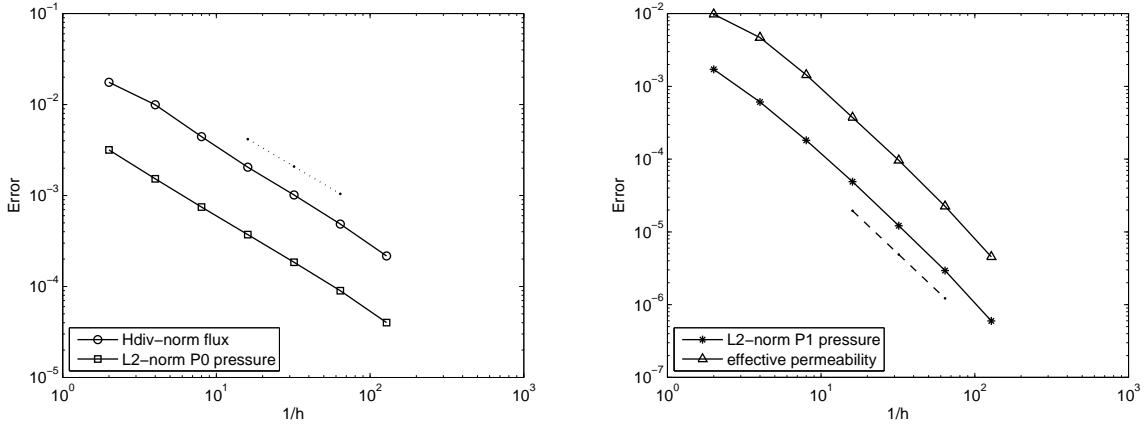 10^-1
10^-2
10^-3
10^-4
10^-5
Error
10^0
10^1
10^2
10^3
1/h
Hdiv−norm flux
L2−norm P0 pressure
10^-2
10^-3
10^-4
10^-5
10^-6
10^-7
Error
10^0
10^1
10^2
10^3
1/h
L2−norm P1 pressure
effective permeability